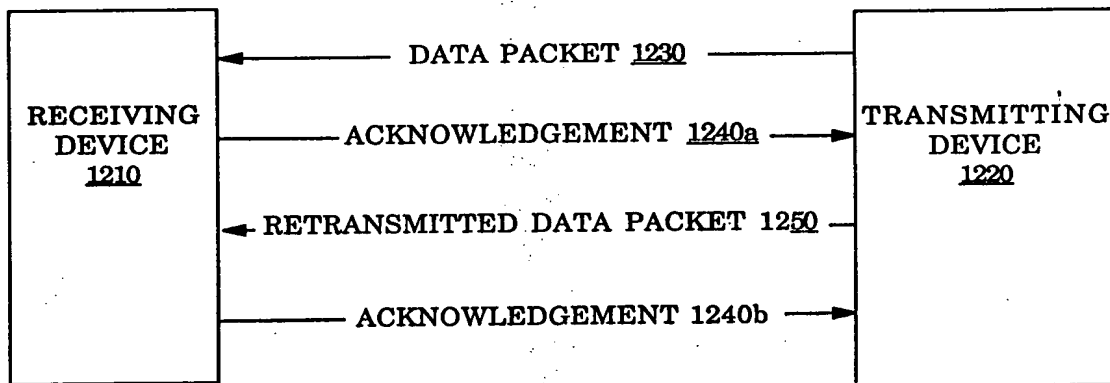 DATA PACKET 1230
RECEIVING
DEVICE
1210
ACKNOWLEDGEMENT 1240a
TRANSMITTING
DEVICE
1220
RETRANSMITTED DATA PACKET 1250
ACKNOWLEDGEMENT 1240b